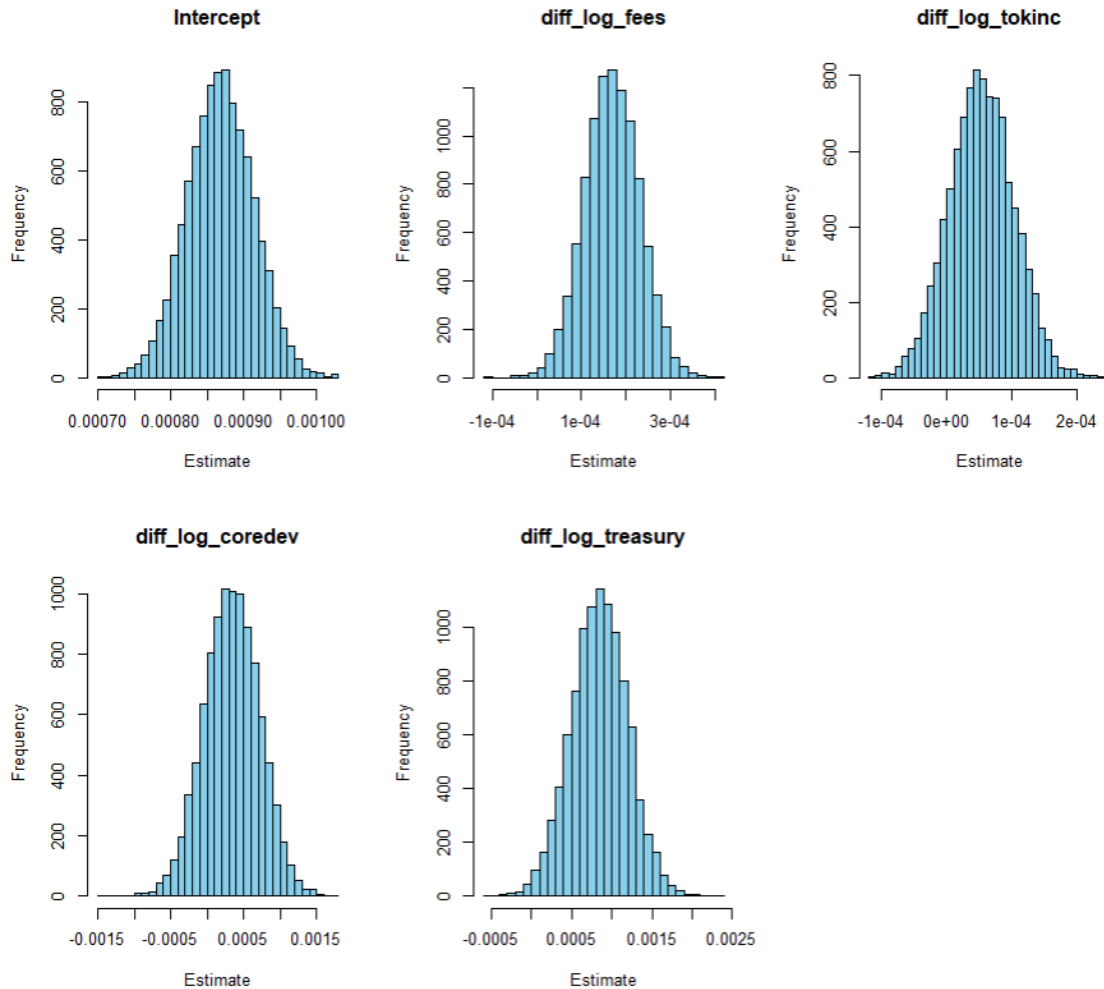 Intercept
Frequency
0
200
400
600
800
0.00070
0.00080
0.00090
0.00100
Estimate
diff_log_fees
Frequency
0
200
400
600
800
1000
-1e-04
1e-04
3e-04
Estimate
diff_log_tokinc
Frequency
0
200
400
600
800
-1e-04
0e+00
1e-04
2e-04
Estimate
diff_log_coredev
Frequency
0
200
400
600
800
1000
-0.0015
-0.0005
0.0005
0.0015
Estimate
diff_log_treasury
Frequency
0
200
400
600
800
1000
-0.0005
0.0005
0.0015
0.0025
Estimate